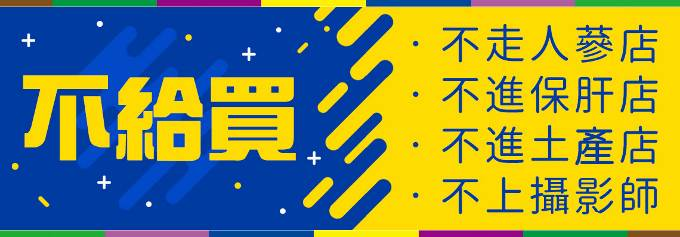 不給買
· 不走人蔘店
· 不進保肝店
· 不進土產店
· 不上攝影師